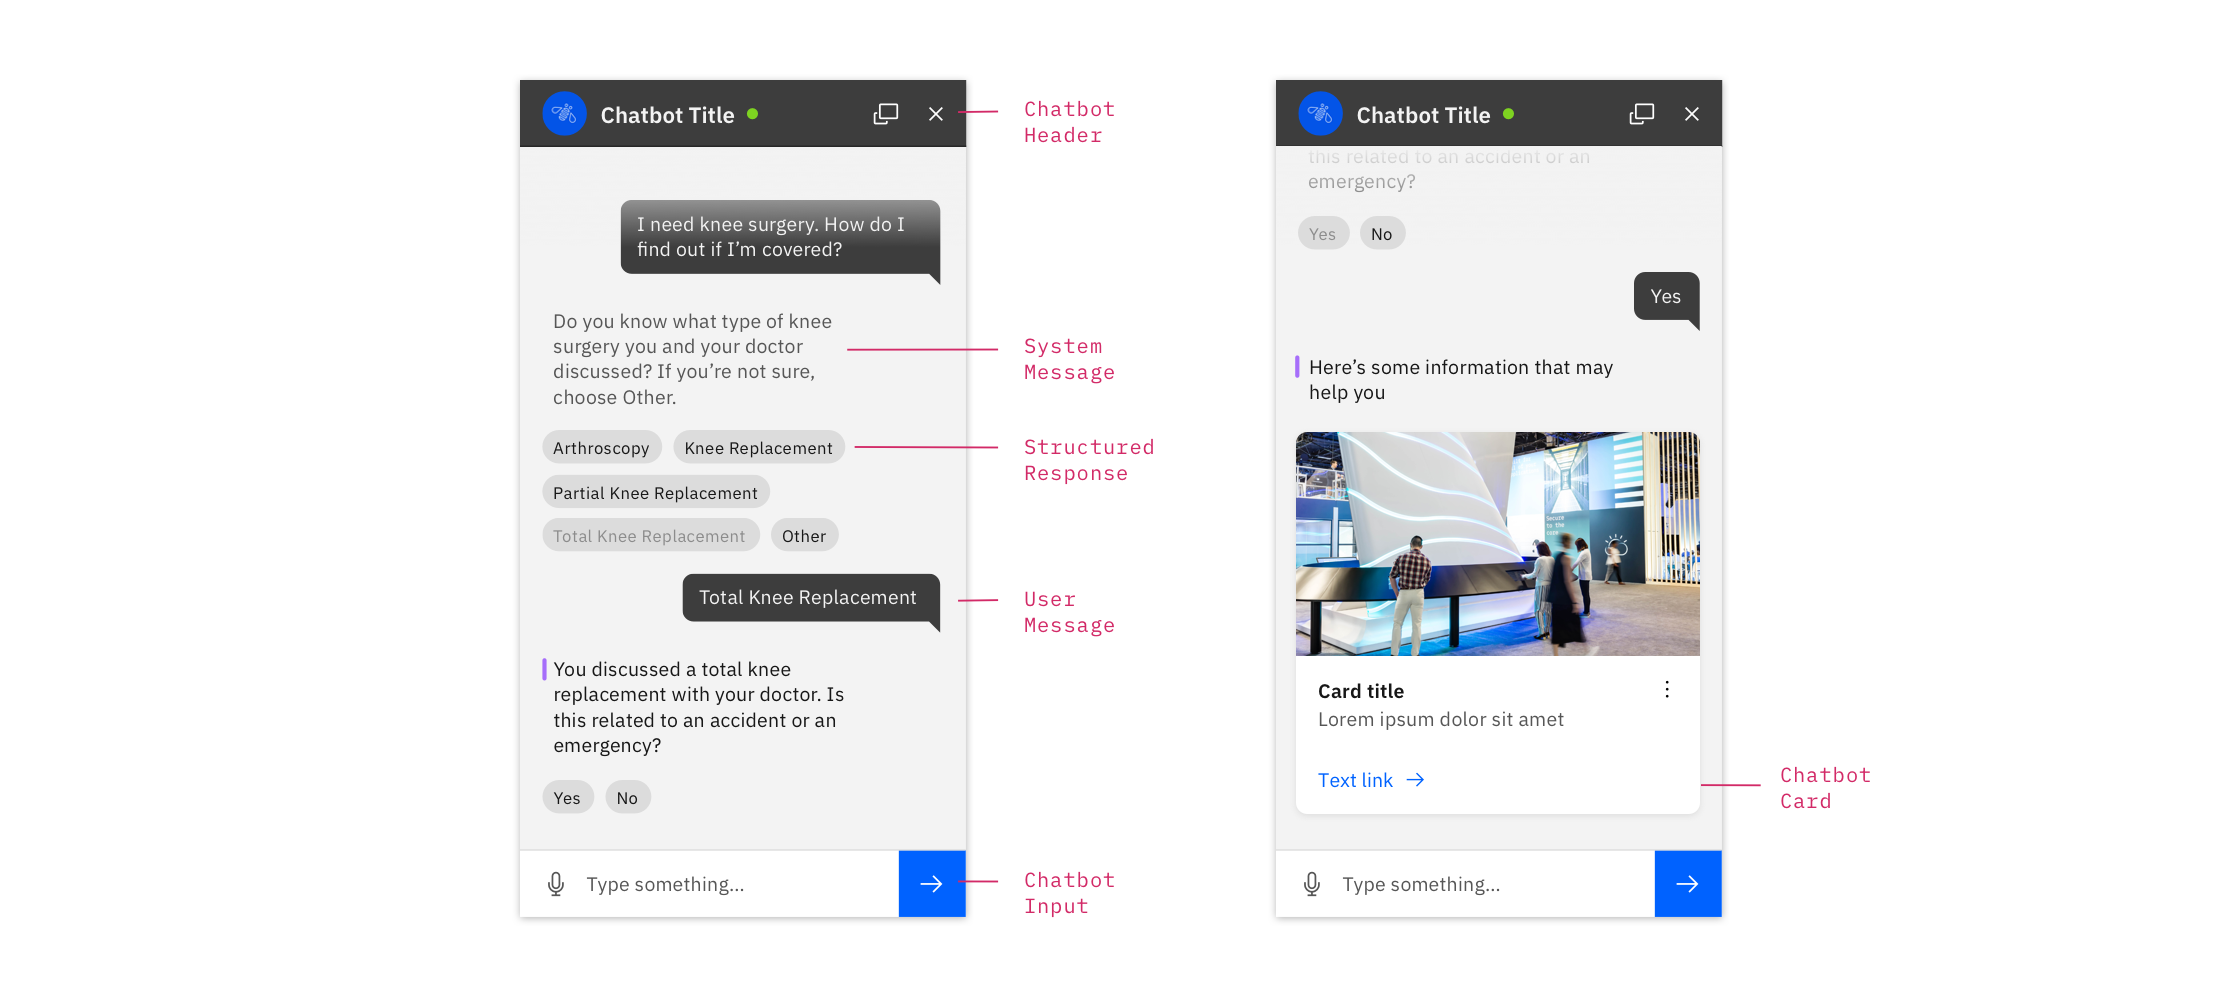 Chatbot Title
I need knee surgery. How do I
find out if I'm covered?
Do you know what type of knee
surgery you and your doctor
discussed? If you're not sure,
choose Other.
Arthroscopy
Knee Replacement
Partial Knee Replacement
Total Knee Replacement
Other
Total Knee Replacement
You discussed a total knee
replacement with your doctor. Is
this related to an accident or an
emergency?
Yes
No
Type something...
Chatbot
Header
System
Message
Structured
Response
User
Message
Chatbot
Input
Chatbot Title
this related to an accident or an
emergency?
Yes
No
Yes
Here's some information that may
help you
Secure
to the
core
Card title
Lorem ipsum dolor sit amet
Text link
Type something...
Chatbot
Card